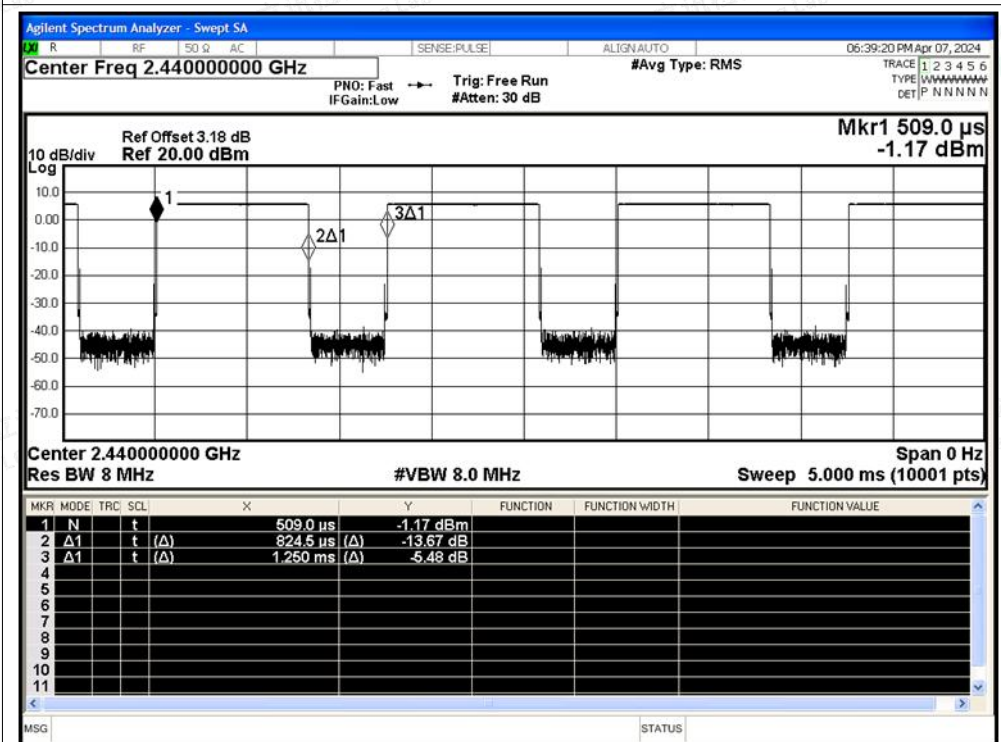 Agilent Spectrum Analyzer - Swept SA
LXI R RF 50 Ω AC SENSE:PULSE ALIGN AUTO 06:39:20 PM Apr 07, 2024
Center Freq 2.440000000 GHz #Avg Type: RMS TRACE 1 2 3 4 5 6
PNO: Fast Trig: Free Run TYPE WWWWWW
IFGain:Low #Atten: 30 dB DET P N N N N N
Mkr1 509.0 µs
Ref Offset 3.18 dB
10 dB/div Ref 20.00 dBm -1.17 dBm
Log
10.0
0.00
-10.0
-20.0
-30.0
-40.0
-50.0
-60.0
-70.0
1
2Δ1
3Δ1
Center 2.440000000 GHz Span 0 Hz
Res BW 8 MHz #VBW 8.0 MHz Sweep 5.000 ms (10001 pts)
MKR MODE TRC SCL X Y FUNCTION FUNCTION WIDTH FUNCTION VALUE
1 N t 509.0 µs -1.17 dBm
2 Δ1 t (Δ) 824.5 µs (Δ) -13.67 dB
3 Δ1 t (Δ) 1.250 ms (Δ) -5.48 dB
4
5
6
7
8
9
10
11
MSG STATUS